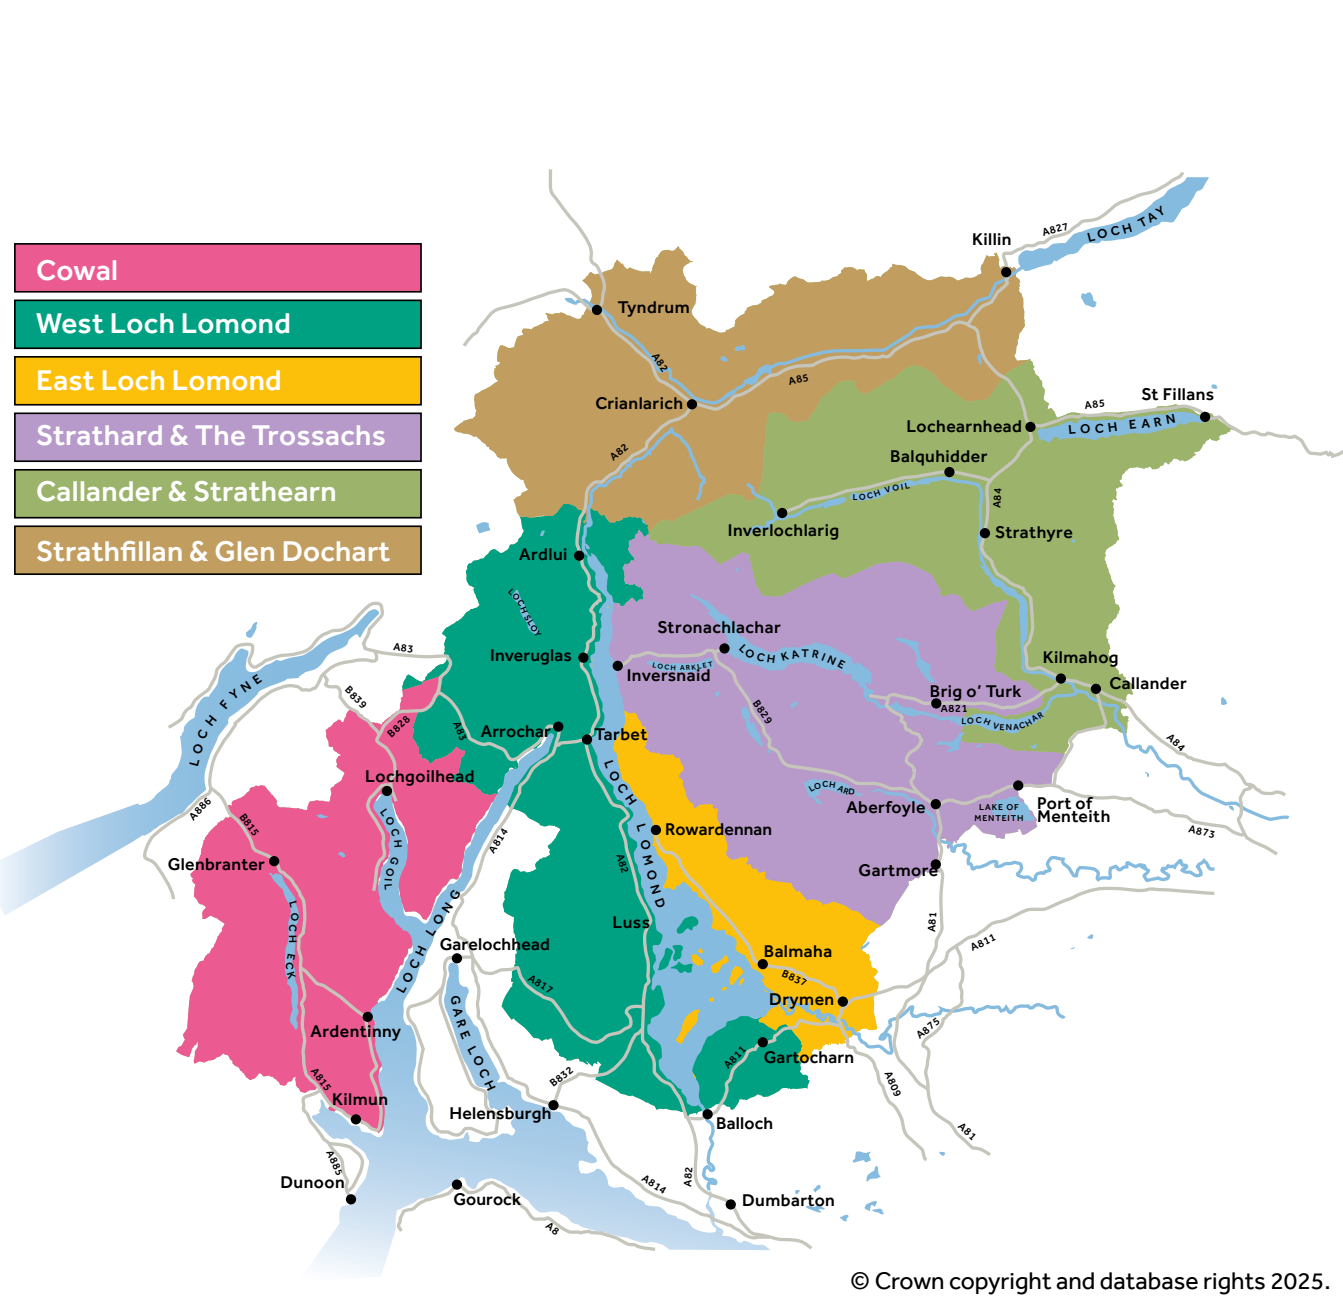 Cowal
West Loch Lomond
East Loch Lomond
Strathard & The Trossachs
Callander & Strathearn
Strathfillan & Glen Dochart
Killin
A827
LOCH TAY
Tyndrum
A82
A85
Crianlarich
A82
St Fillans
A85
LOCH EARN
Lochearnhead
Balquhidder
LOCH VOIL
A84
Inverlochlarig
Strathyre
Ardlui
LOCH SLOY
Stronachlachar
LOCH KATRINE
A83
Inveruglas
LOCH ARKLET
Inversnaid
Kilmahog
Callander
Brig o’ Turk
A821
LOCH VENACHAR
LOCH FYNE
B839
B828
A83
B829
Arrochar
Tarbet
A84
Lochgoilhead
LOCH LOMOND
LOCH ARD
Aberfoyle
LAKE OF
MENTEITH
Port of
Menteith
A886
B815
LOCH GOIL
A814
Rowardennan
A873
Glenbranter
A82
Gartmore
LOCH ECK
LOCH LONG
Luss
A81
A811
Garelochhead
Balmaha
A817
B837
Drymen
GARE LOCH
Ardentinny
A875
A811
Gartocharn
A815
B832
A809
Kilmun
Helensburgh
Balloch
A81
A885
Dunoon
A814
A82
Gourock
Dumbarton
A8
© Crown copyright and database rights 2025.